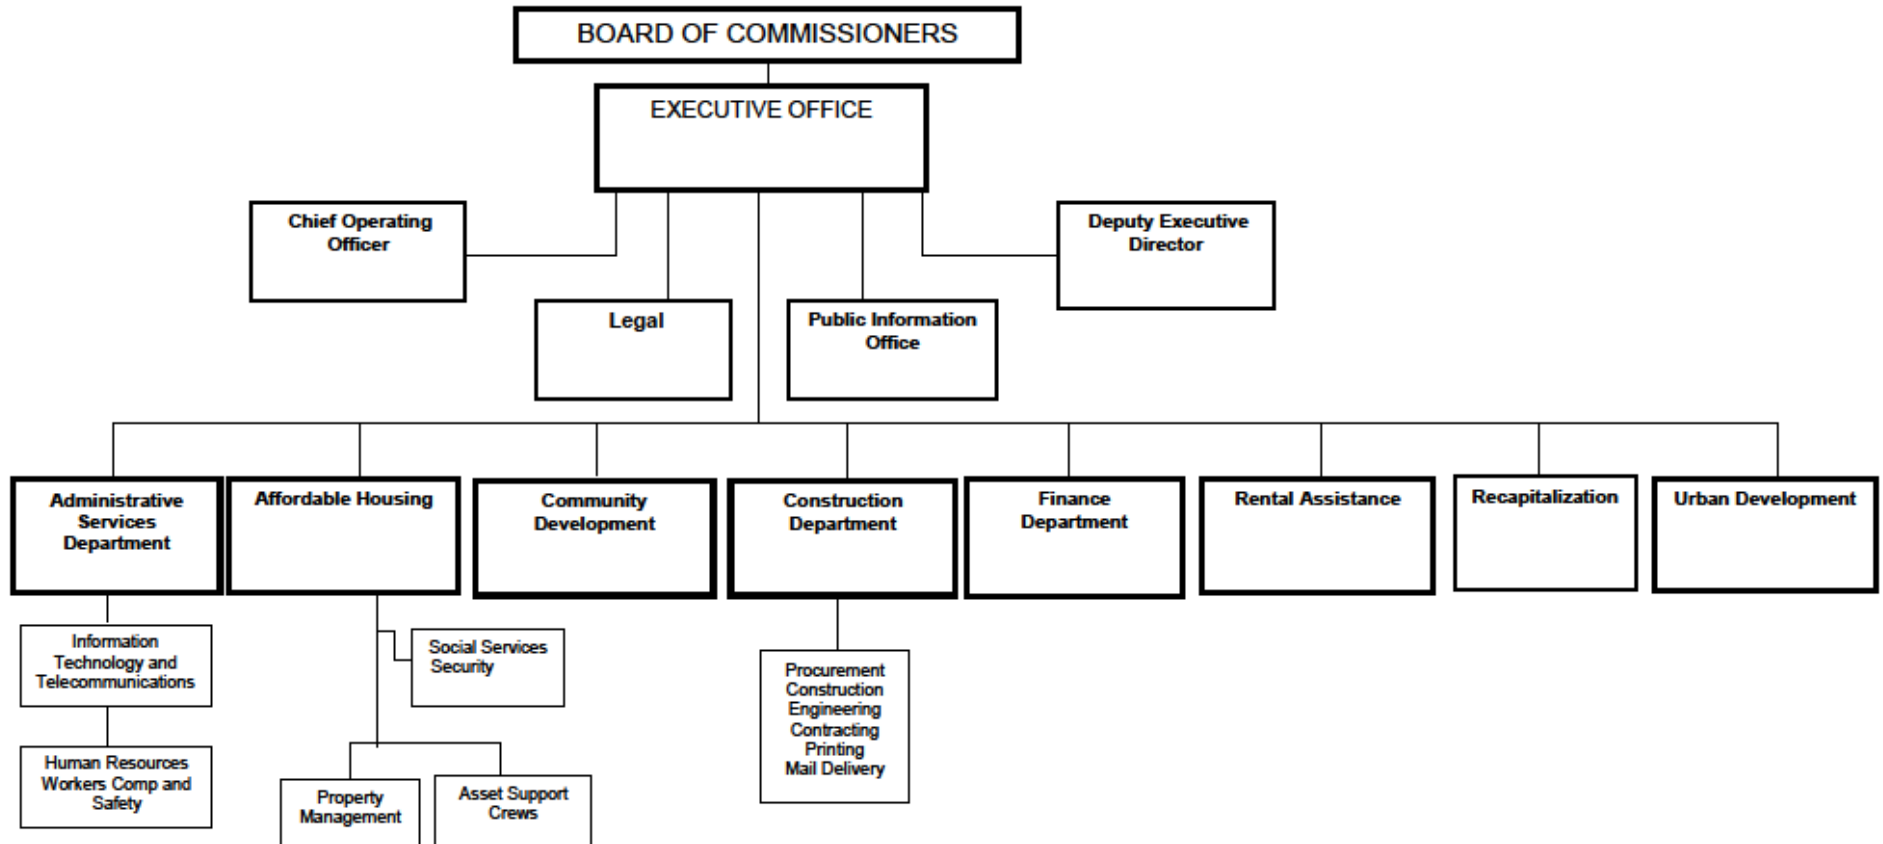 BOARD OF COMMISSIONERS
EXECUTIVE OFFICE
Chief Operating
Officer
Deputy Executive
Director
Legal
Public Information
Office
Administrative
Services
Department
Affordable Housing
Community
Development
Construction
Department
Finance
Department
Rental Assistance
Recapitalization
Urban Development
Information
Technology and
Telecommunications
Social Services
Security
Procurement
Construction
Engineering
Contracting
Printing
Mail Delivery
Human Resources
Workers Comp and
Safety
Property
Management
Asset Support
Crews